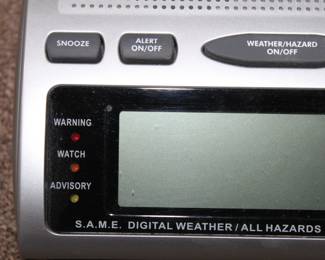 SNOOZE
ALERT
ON/OFF
WEATHER/HAZARD
ON/OFF
WARNING
WATCH
ADVISORY
S.A.M.E. DIGITAL WEATHER / ALL HAZARDS